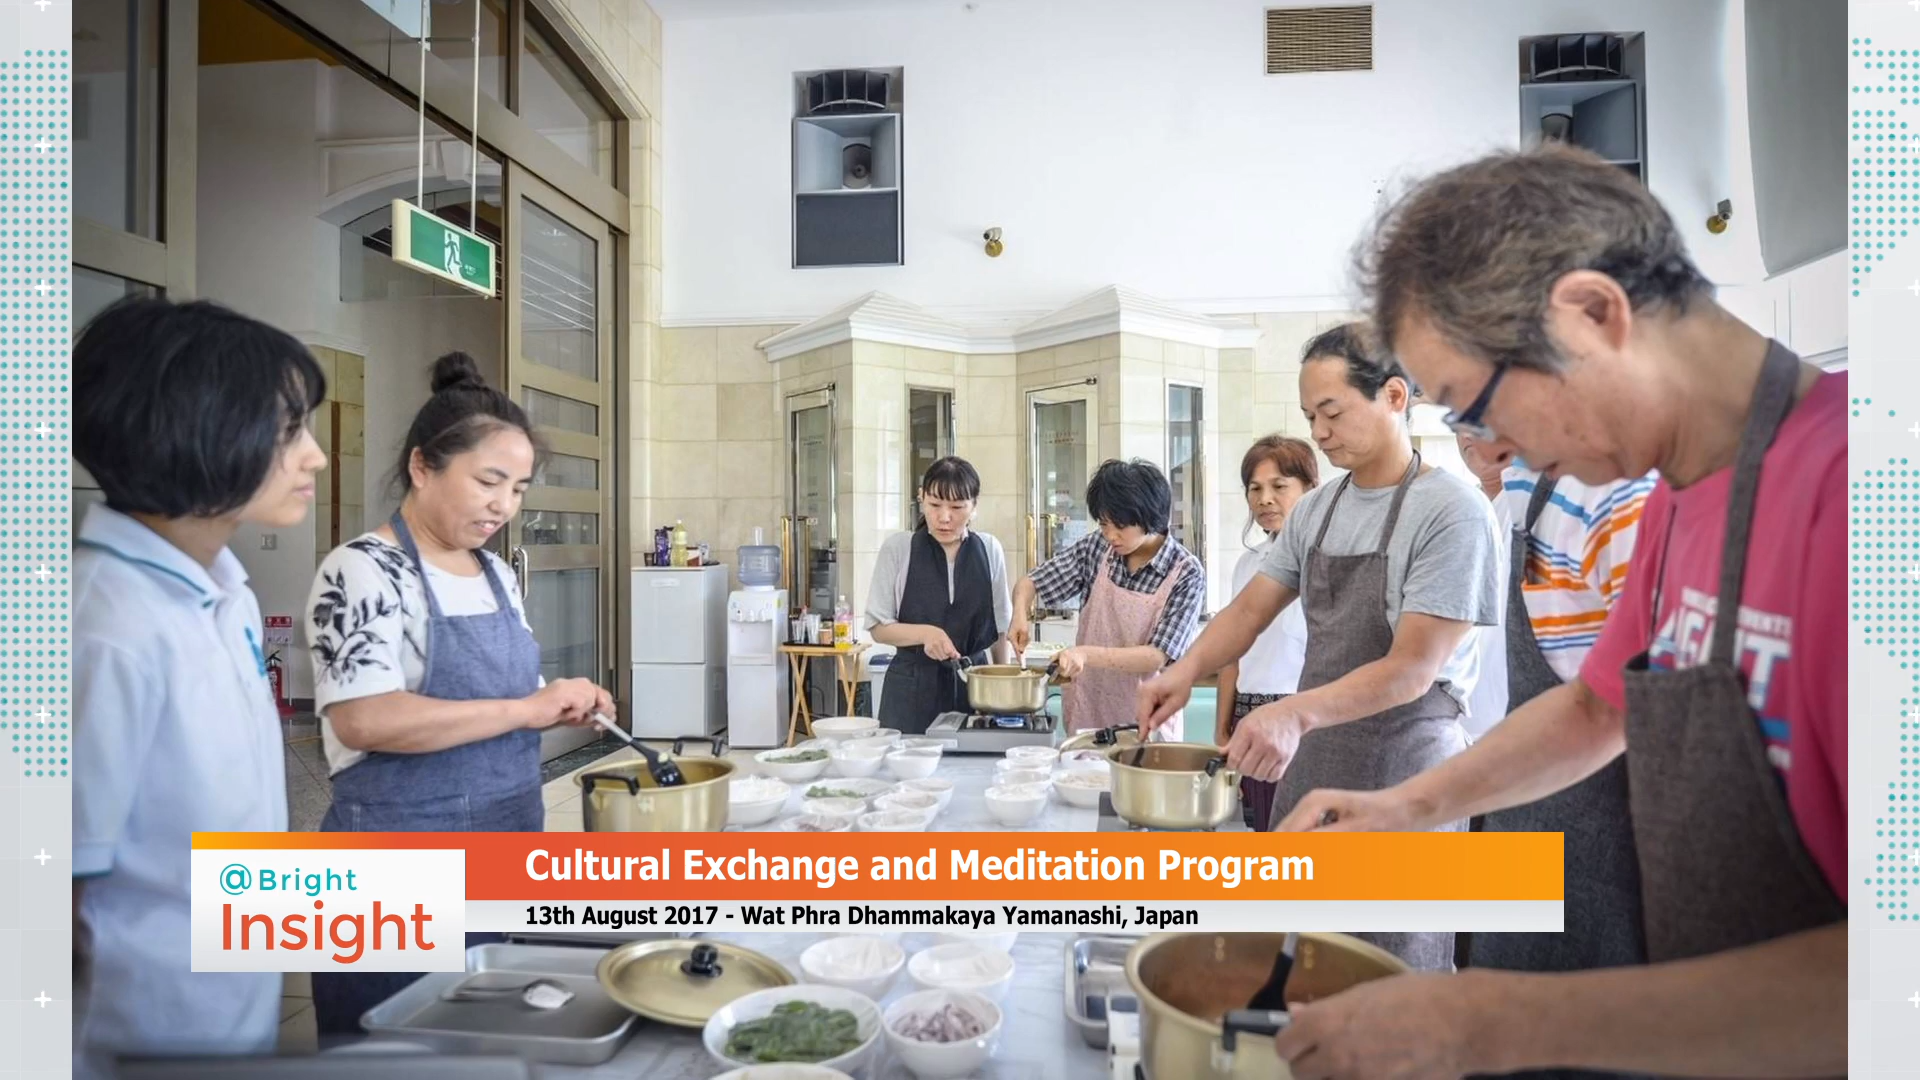 @Bright
Insight
Cultural Exchange and Meditation Program
13th August 2017 - Wat Phra Dhammakaya Yamanashi, Japan